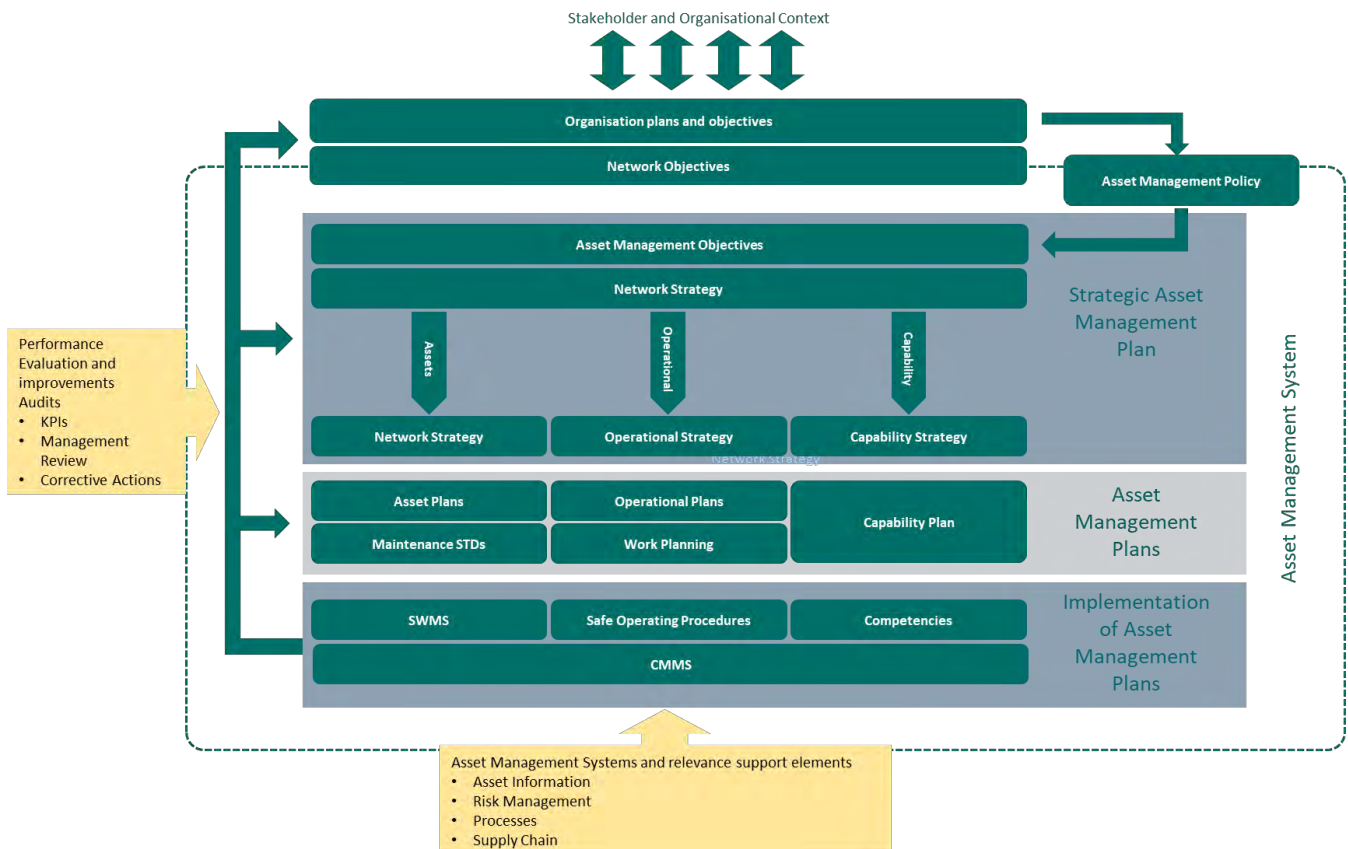 Stakeholder and Organisational Context
Organisation plans and objectives
Network Objectives
Asset Management Policy
Asset Management Objectives
Network Strategy
Strategic Asset
Management
Plan
Assets
Operational
Capability
Network Strategy
Operational Strategy
Capability Strategy
Network Strategy
Performance
Evaluation and
improvements
Audits
• KPIs
• Management
Review
• Corrective Actions
Asset Plans
Operational Plans
Capability Plan
Maintenance STDs
Work Planning
Asset
Management
Plans
Asset Management System
SWMS
Safe Operating Procedures
Competencies
CMMS
Implementation
of Asset
Management
Plans
Asset Management Systems and relevance support elements
• Asset Information
• Risk Management
• Processes
• Supply Chain